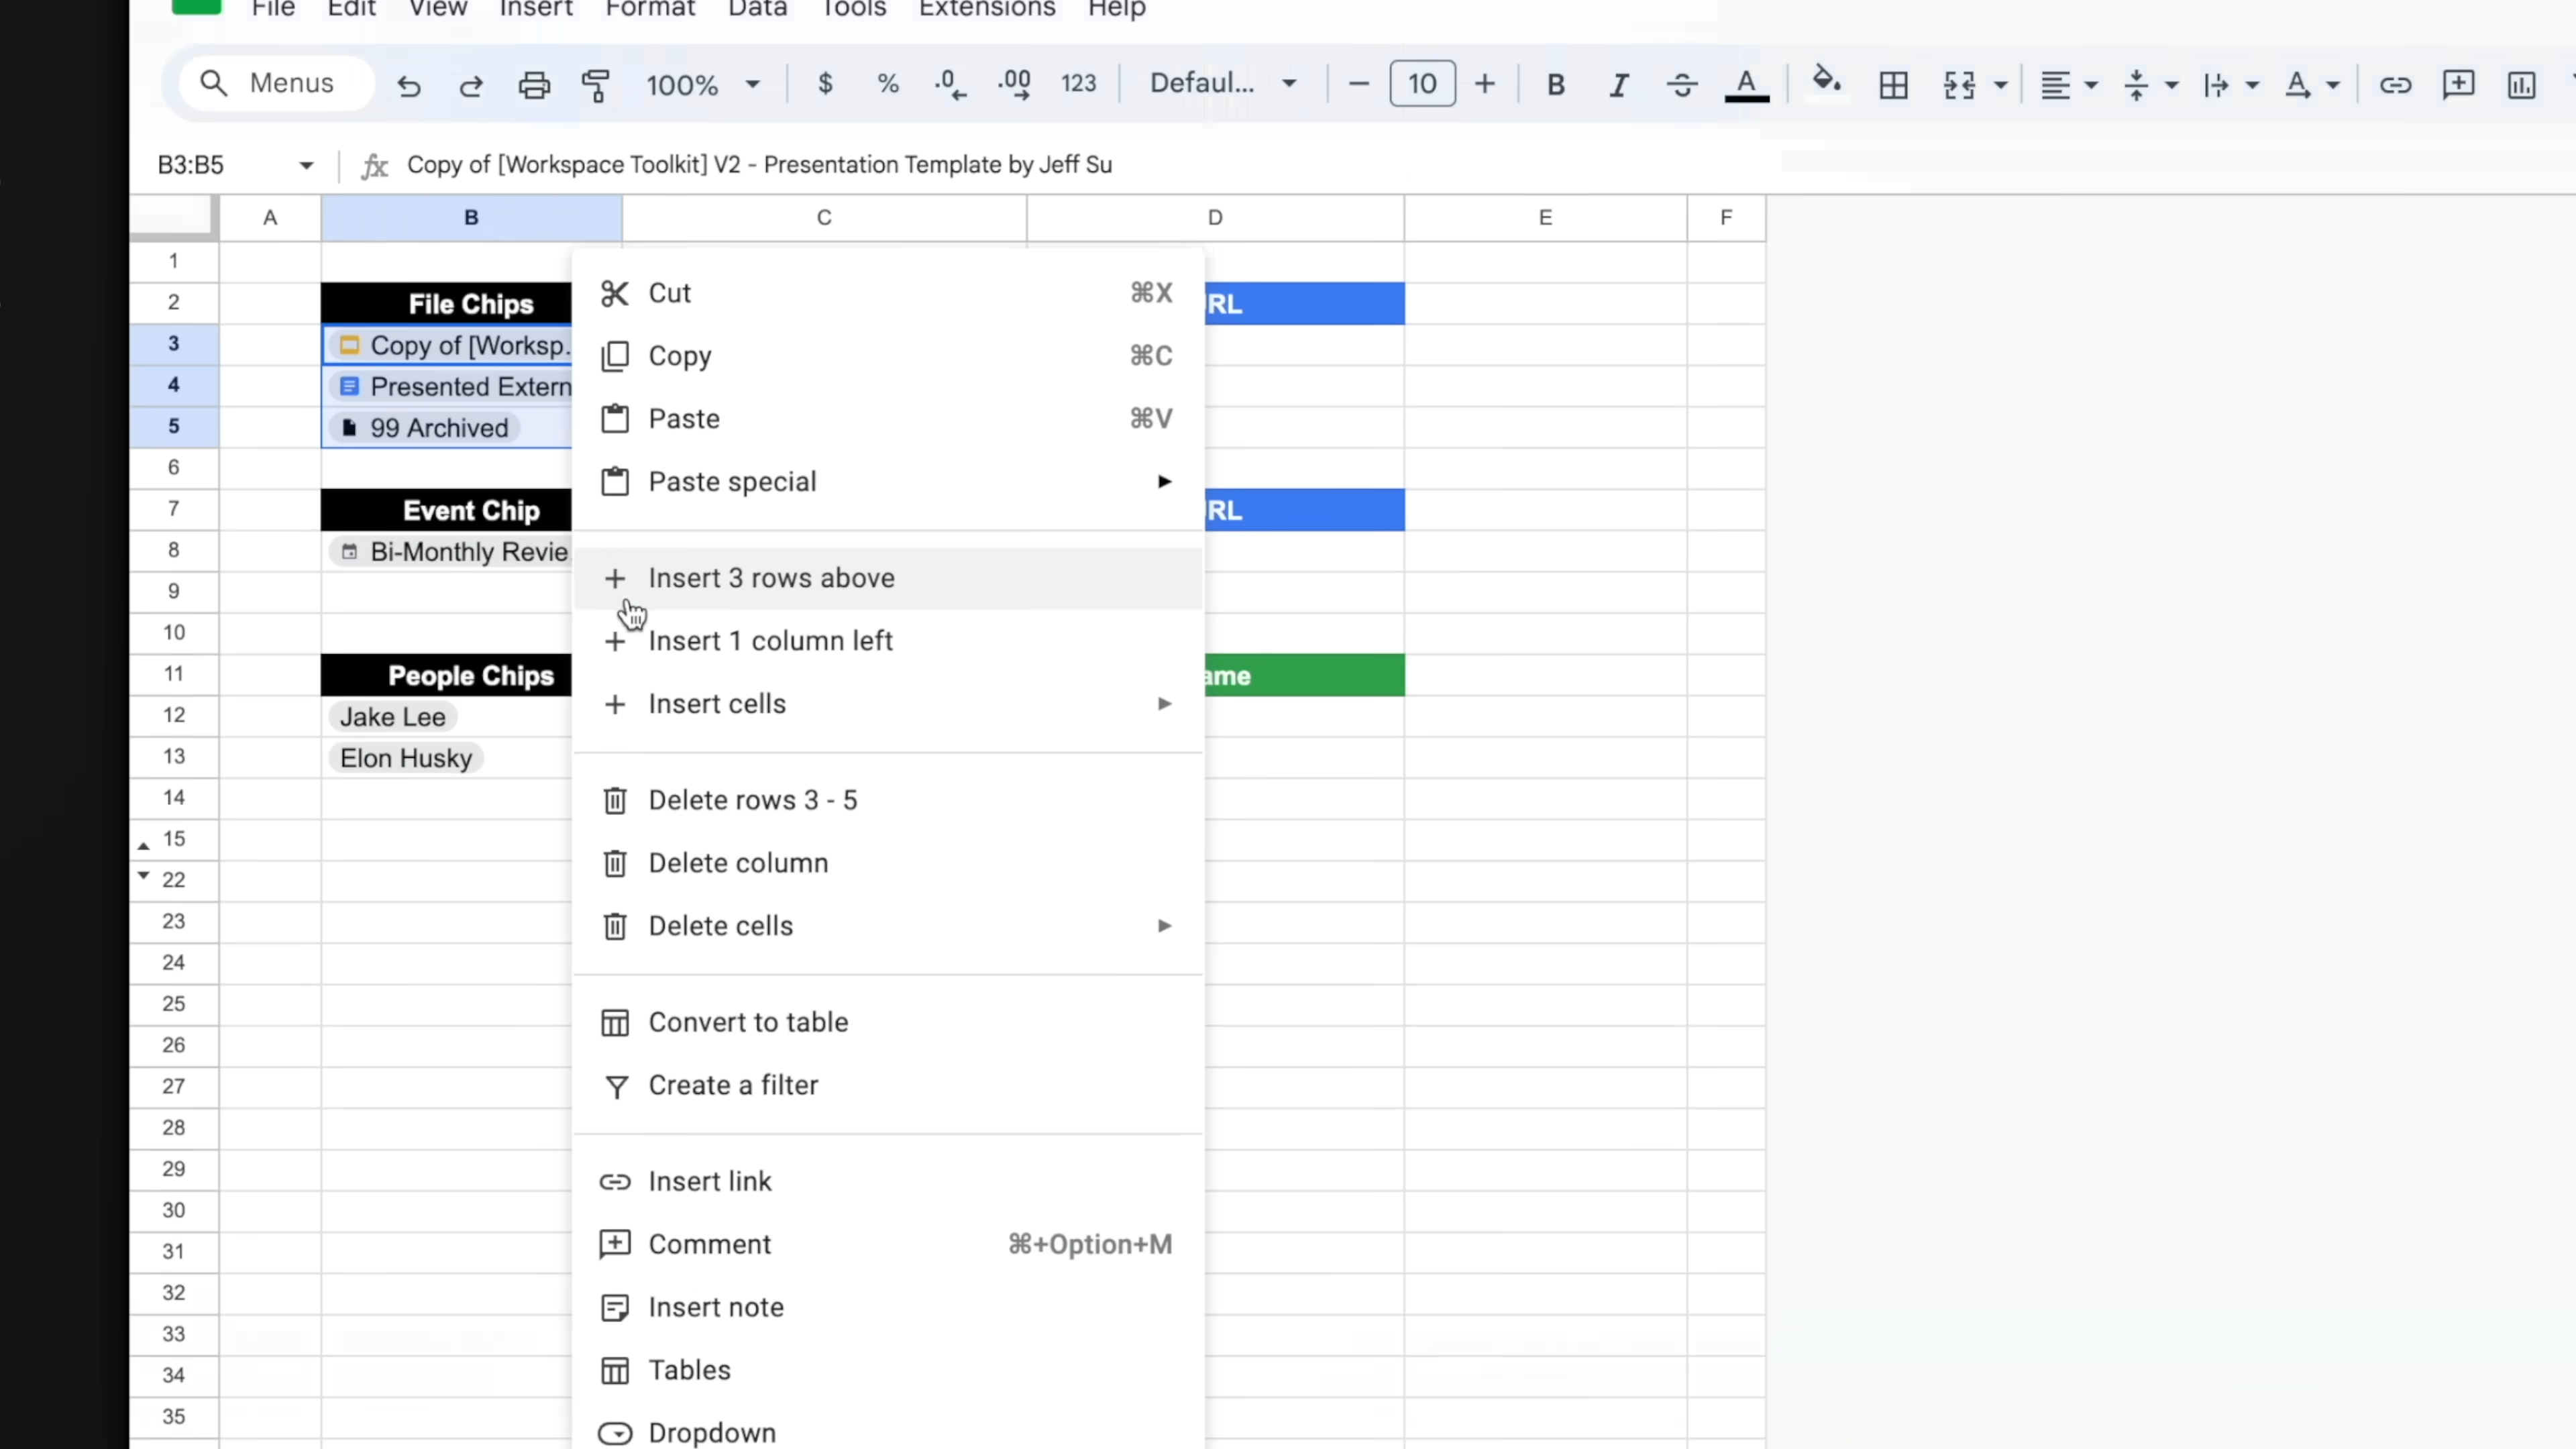 File Edit View Insert Format Data Tools Extensions Help
Menus 100% $ % .0 .00 123 Defaul... 10 B I A A
B3:B5 fx Copy of [Workspace Toolkit] V2 - Presentation Template by Jeff Su
A B C D E F
1
2 File Chips RL
3 Copy of [Worksp.
4 Presented Extern
5 99 Archived
6
7 Event Chip RL
8 Bi-Monthly Revie
9
10
11 People Chips ame
12 Jake Lee
13 Elon Husky
14
15
22
23
24
25
26
27
28
29
30
31
32
33
34
35
Cut ⌘X
Copy ⌘C
Paste ⌘V
Paste special
Insert 3 rows above
Insert 1 column left
Insert cells
Delete rows 3 - 5
Delete column
Delete cells
Convert to table
Create a filter
Insert link
Comment ⌘+Option+M
Insert note
Tables
Dropdown